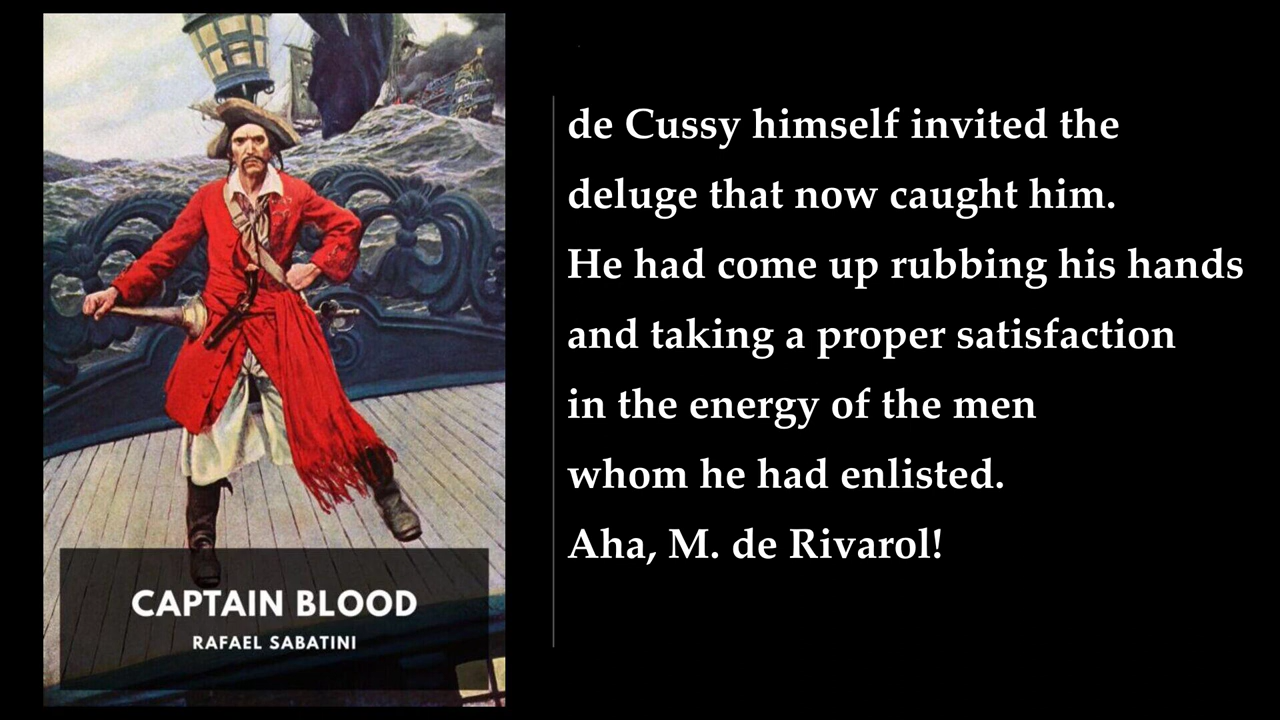 CAPTAIN BLOOD
RAFAEL SABATINI
de Cussy himself invited the
deluge that now caught him.
He had come up rubbing his hands
and taking a proper satisfaction
in the energy of the men
whom he had enlisted.
Aha, M. de Rivarol!